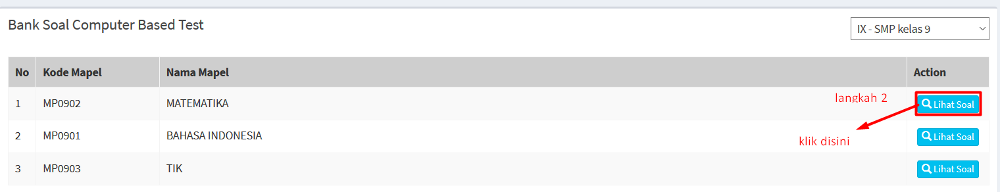 Bank Soal Computer Based Test
IX - SMP kelas 9
No Kode Mapel Nama Mapel Action
1 MP0902 MATEMATIKA langkah 2 Lihat Soal
2 MP0901 BAHASA INDONESIA klik disini Lihat Soal
3 MP0903 TIK Lihat Soal